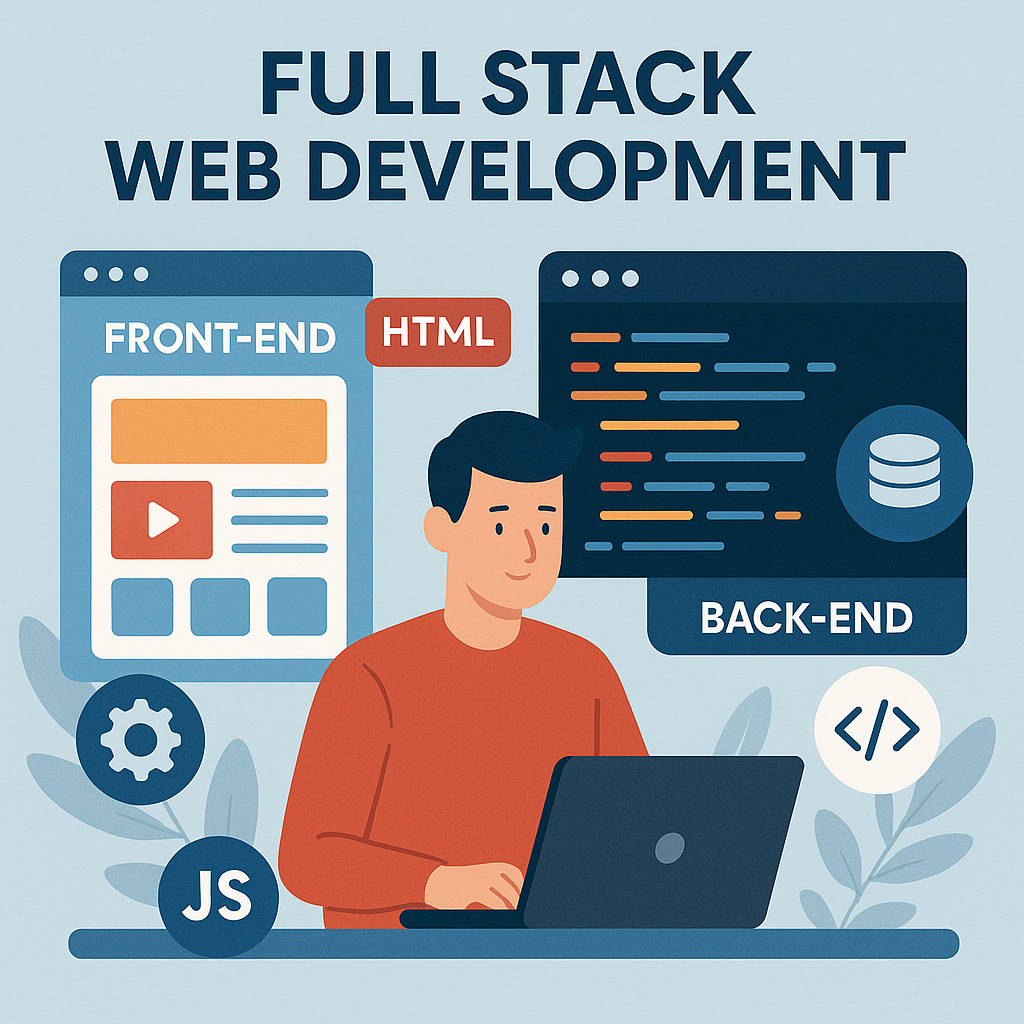 FULL STACK
WEB DEVELOPMENT
FRONT-END
HTML
BACK-END
</>
JS